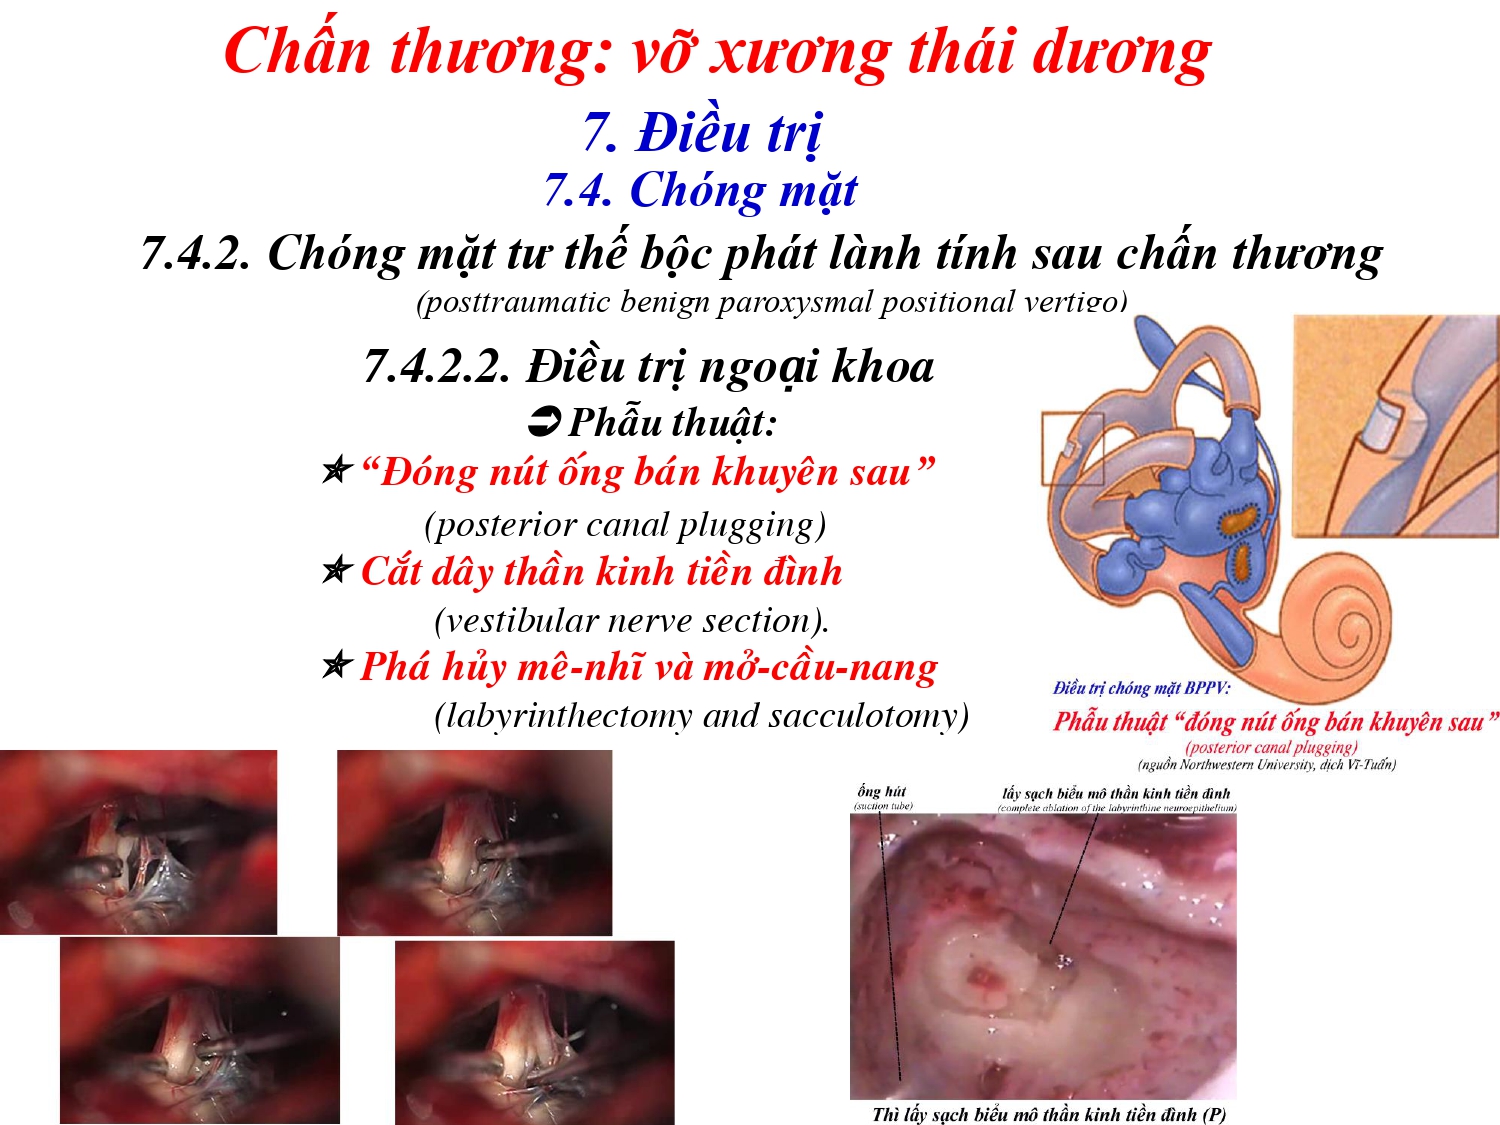 Chấn thương: vỡ xương thái dương
7. Điều trị
7.4. Chóng mặt
7.4.2. Chóng mặt tư thế bộc phát lành tính sau chấn thương
(posttraumatic benign paroxysmal positional vertigo)
7.4.2.2. Điều trị ngoại khoa
➲ Phẫu thuật:
✯ “Đóng nút ống bán khuyên sau”
(posterior canal plugging)
✯ Cắt dây thần kinh tiền đình
(vestibular nerve section).
✯ Phá hủy mê-nhĩ và mở-cầu-nang
(labyrinthectomy and sacculotomy)
Điều trị chóng mặt BPPV:
Phẫu thuật “đóng nút ống bán khuyên sau”
(posterior canal plugging)
(nguồn Northwestern University, dịch Vĩ-Tuấn)
ống hút
(suction tube)
lấy sạch biểu mô thần kinh tiền đình
(complete ablation of the labyrinthine neuroepithelium)
Thì lấy sạch biểu mô thần kinh tiền đình (P)